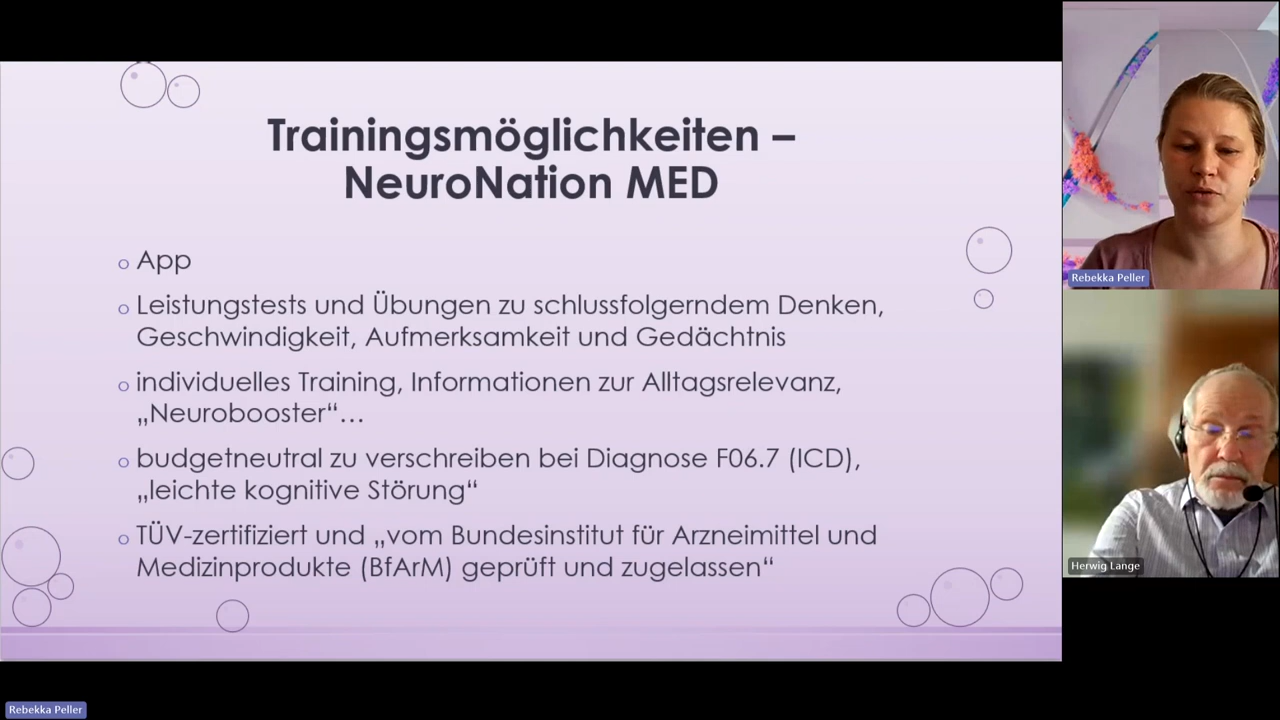 Trainingsmöglichkeiten –
NeuroNation MED
o App
o Leistungstests und Übungen zu schlussfolgerndem Denken,
Geschwindigkeit, Aufmerksamkeit und Gedächtnis
o individuelles Training, Informationen zur Alltagsrelevanz,
„Neurobooster“…
o budgetneutral zu verschreiben bei Diagnose F06.7 (ICD),
„leichte kognitive Störung“
o TÜV-zertifiziert und „vom Bundesinstitut für Arzneimittel und
Medizinprodukte (BfArM) geprüft und zugelassen“
Rebekka Peller
Herwig Lange
Rebekka Peller